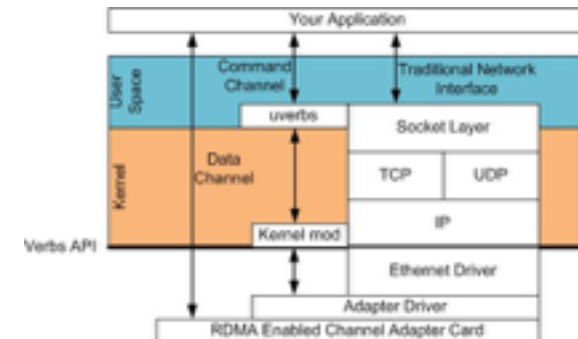 Your Application
User
Space
Command
Channel
Traditional Network
Interface
uverbs
Socket Layer
Kernel
Data
Channel
TCP
UDP
Kernel mod
IP
Verbs API
Ethernet Driver
Adapter Driver
RDMA Enabled Channel Adapter Card